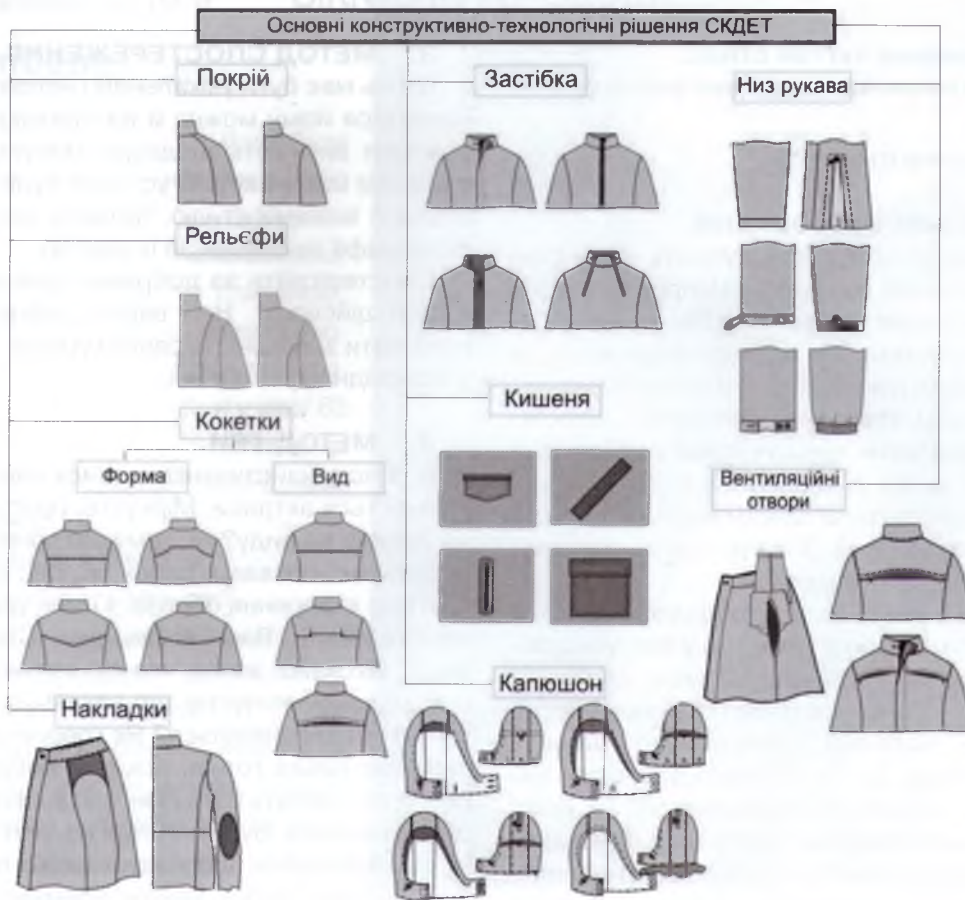 Основні конструктивно-технологічні рішення СКДЕТ
Покрій
Застібка
Низ рукава
Рельєфи
Кишеня
Кокетки
Форма
Вид
Вентиляційні
отвори
Накладки
Капюшон